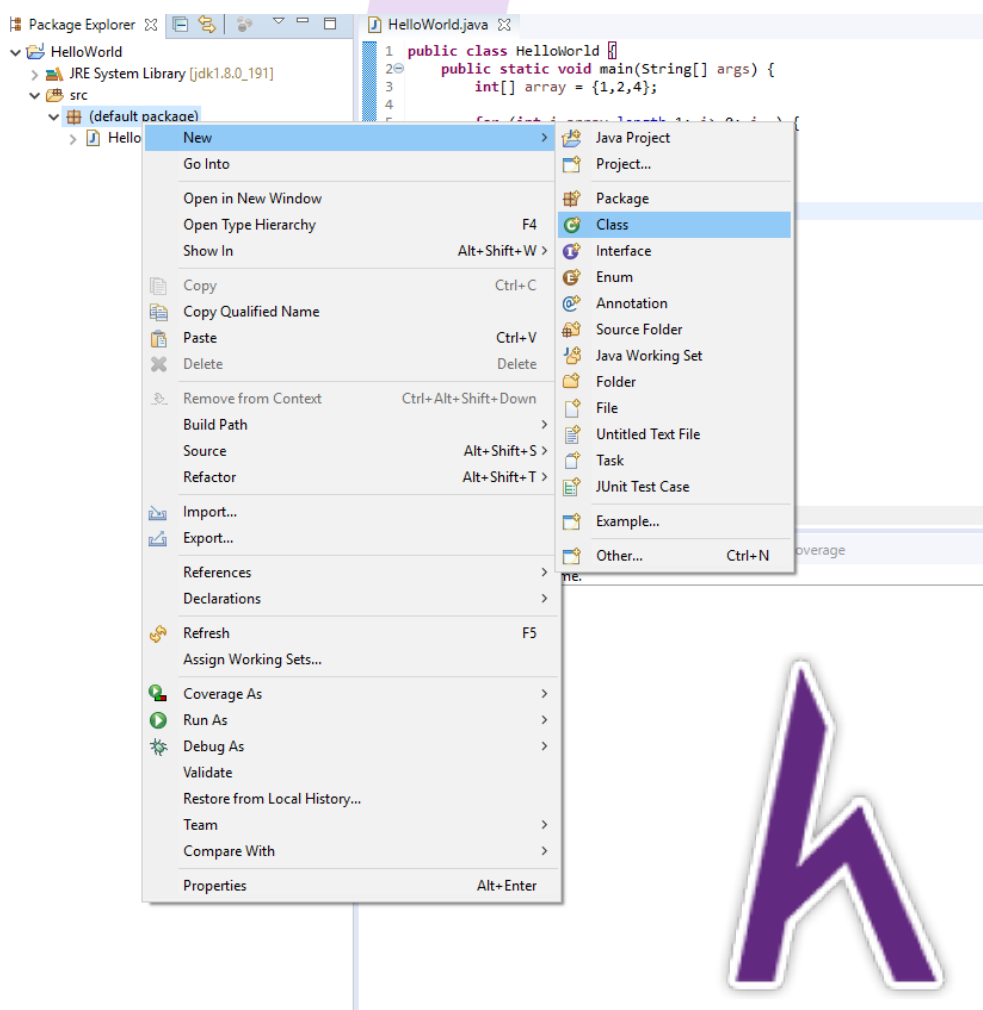 Package Explorer
HelloWorld
JRE System Library [jdk1.8.0_191]
src
(default package)
Hello
HelloWorld.java
1 public class HelloWorld {
2 public static void main(String[] args) {
3 int[] array = {1,2,4};
4
New
Go Into
Open in New Window
Open Type Hierarchy F4
Show In Alt+Shift+W >
Copy Ctrl+C
Copy Qualified Name
Paste Ctrl+V
Delete Delete
Remove from Context Ctrl+Alt+Shift+Down
Build Path >
Source Alt+Shift+S >
Refactor Alt+Shift+T >
Import...
Export...
References >
Declarations >
Refresh F5
Assign Working Sets...
Coverage As >
Run As >
Debug As >
Validate
Restore from Local History...
Team >
Compare With >
Properties Alt+Enter
Java Project
Project...
Package
Class
Interface
Enum
Annotation
Source Folder
Java Working Set
Folder
File
Untitled Text File
Task
JUnit Test Case
Example...
Other... Ctrl+N
overage
me.